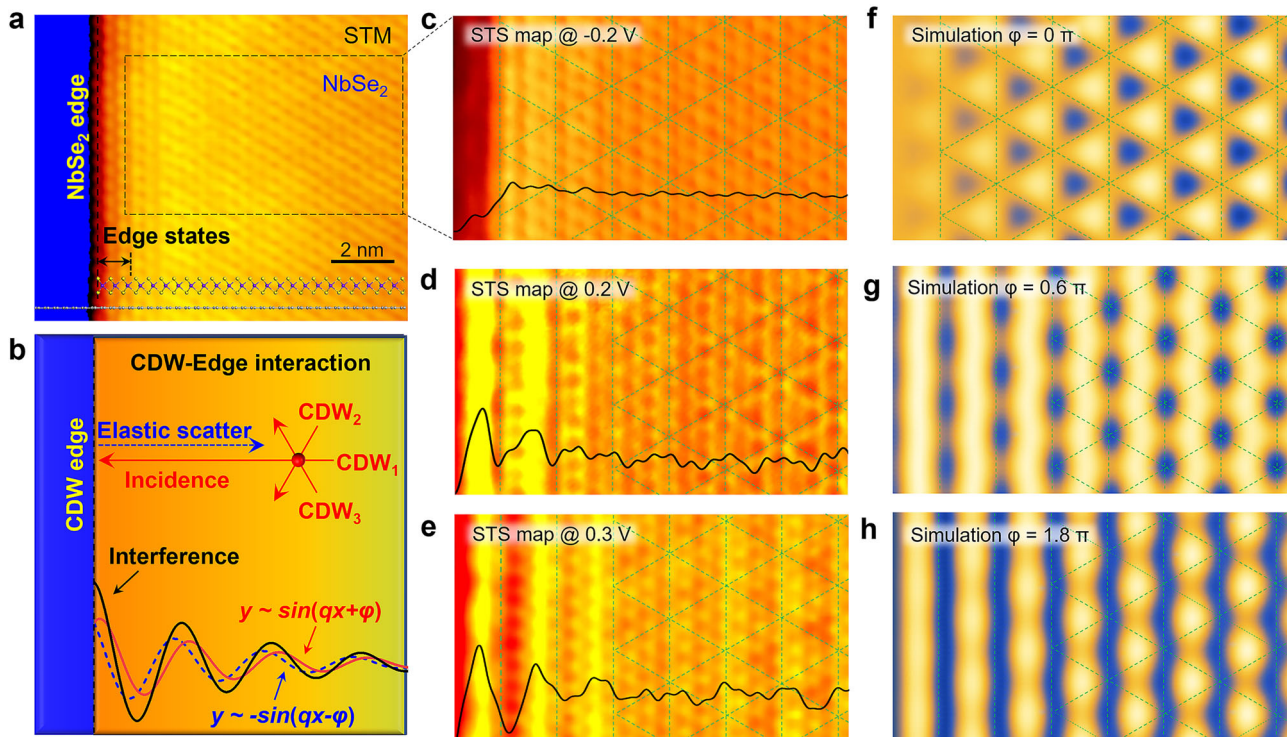 a
STM
NbSe₂
NbSe₂ edge
Edge states
2 nm
b
CDW-Edge interaction
CDW edge
CDW₂
Elastic scatter
CDW₁
Incidence
CDW₃
Interference
y ~ sin(qx+φ)
y ~ -sin(qx-φ)
c
STS map @ -0.2 V
d
STS map @ 0.2 V
e
STS map @ 0.3 V
f
Simulation φ = 0 π
g
Simulation φ = 0.6 π
h
Simulation φ = 1.8 π